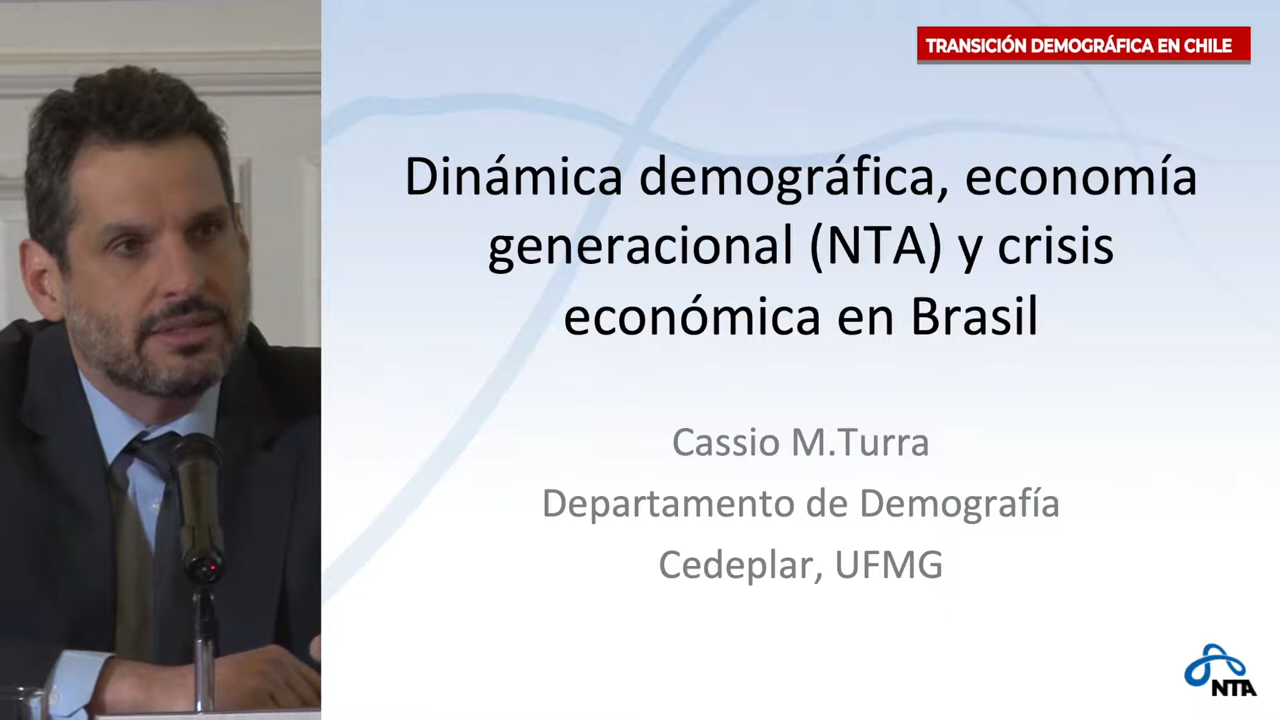 TRANSICIÓN DEMOGRÁFICA EN CHILE
Dinámica demográfica, economía
generacional (NTA) y crisis
económica en Brasil
Cassio M.Turra
Departamento de Demografía
Cedeplar, UFMG
NTA